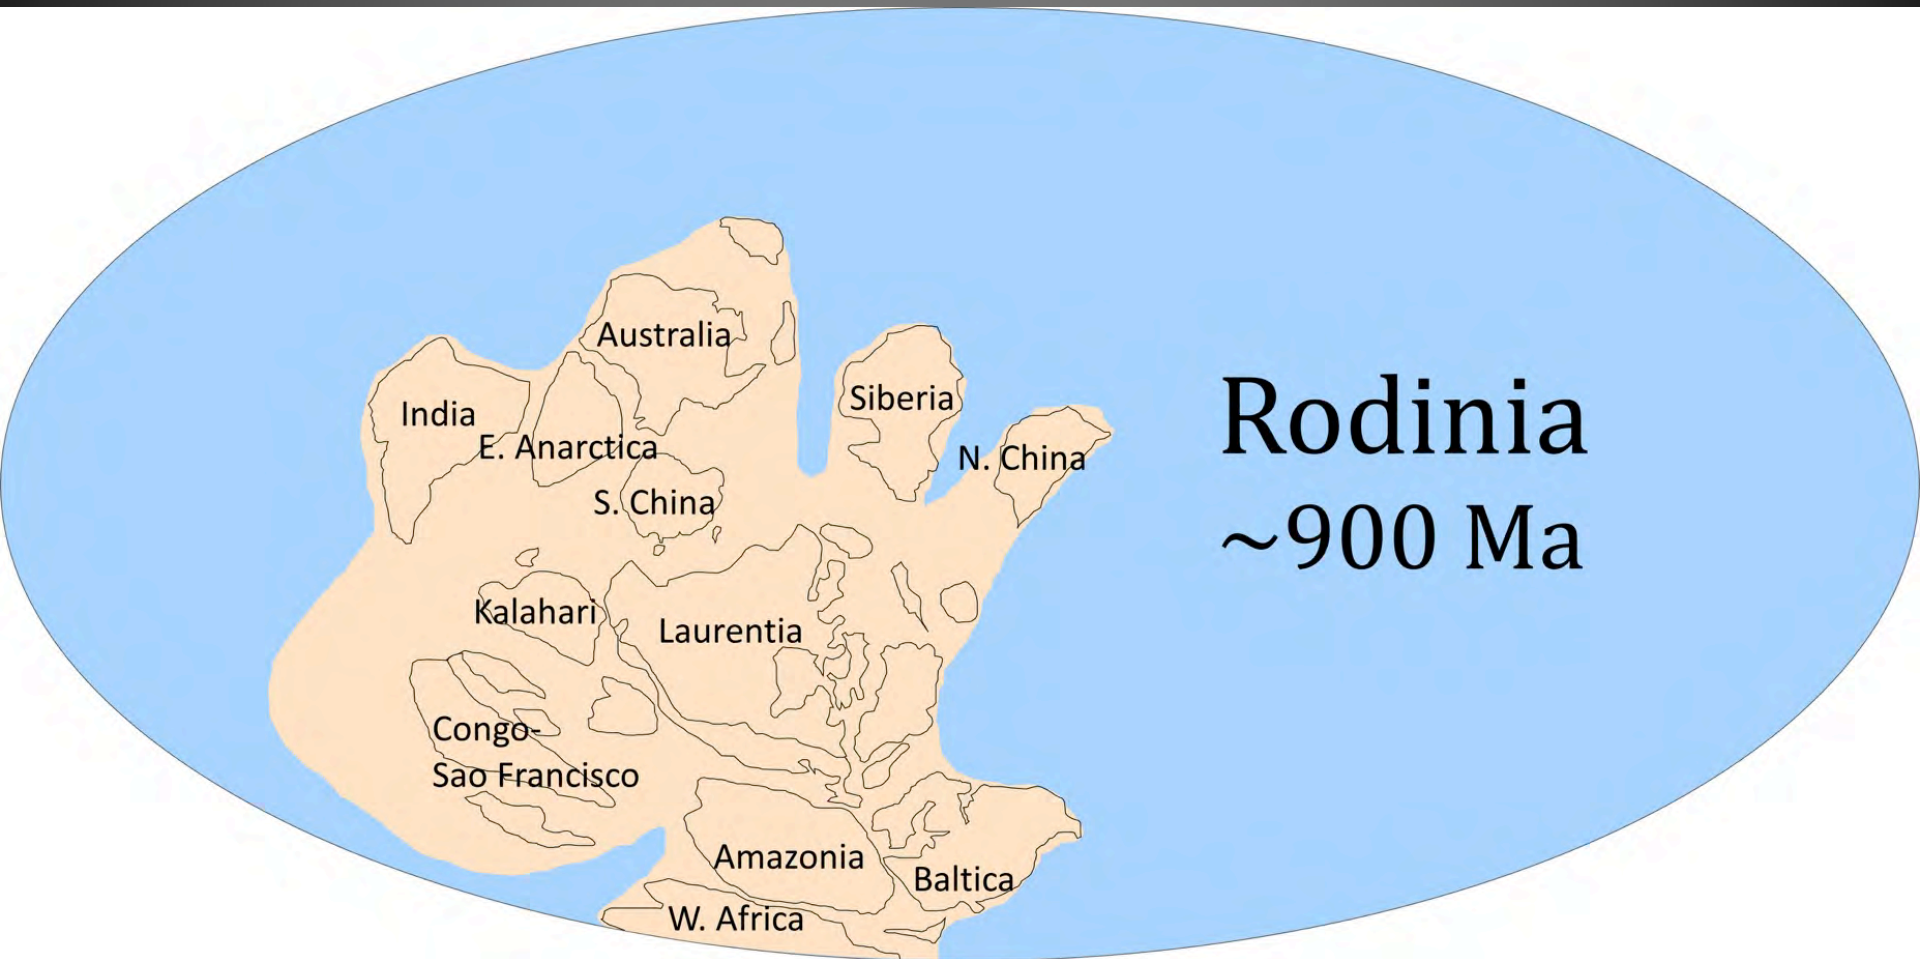 Australia
Siberia
India
E. Anarctica
N. China
S. China
Rodinia
~900 Ma
Kalahari
Laurentia
Congo-
Sao Francisco
Amazonia
Baltica
W. Africa